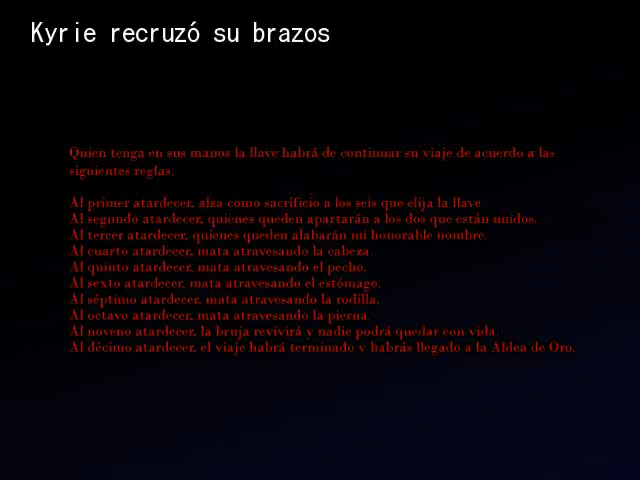 Kyrie recruzó su brazos
Quien tenga en sus manos la llave habrá de continuar su viaje de acuerdo a las
siguientes reglas.
Al primer atardecer, alza como sacrificio a los seis que elija la llave
Al segundo atardecer, quienes queden apartarán a los dos que están unidos.
Al tercer atardecer, quienes queden alabarán mi honorable nombre.
Al cuarto atardecer, mata atravesando la cabeza.
Al quinto atardecer, mata atravesando el pecho.
Al sexto atardecer, mata atravesando el estómago.
Al séptimo atardecer, mata atravesando la rodilla.
Al octavo atardecer, mata atravesando la pierna.
Al noveno atardecer, la bruja revivirá y nadie podrá quedar con vida.
Al décimo atardecer, el viaje habrá terminado y habrás llegado a la Aldea de Oro.